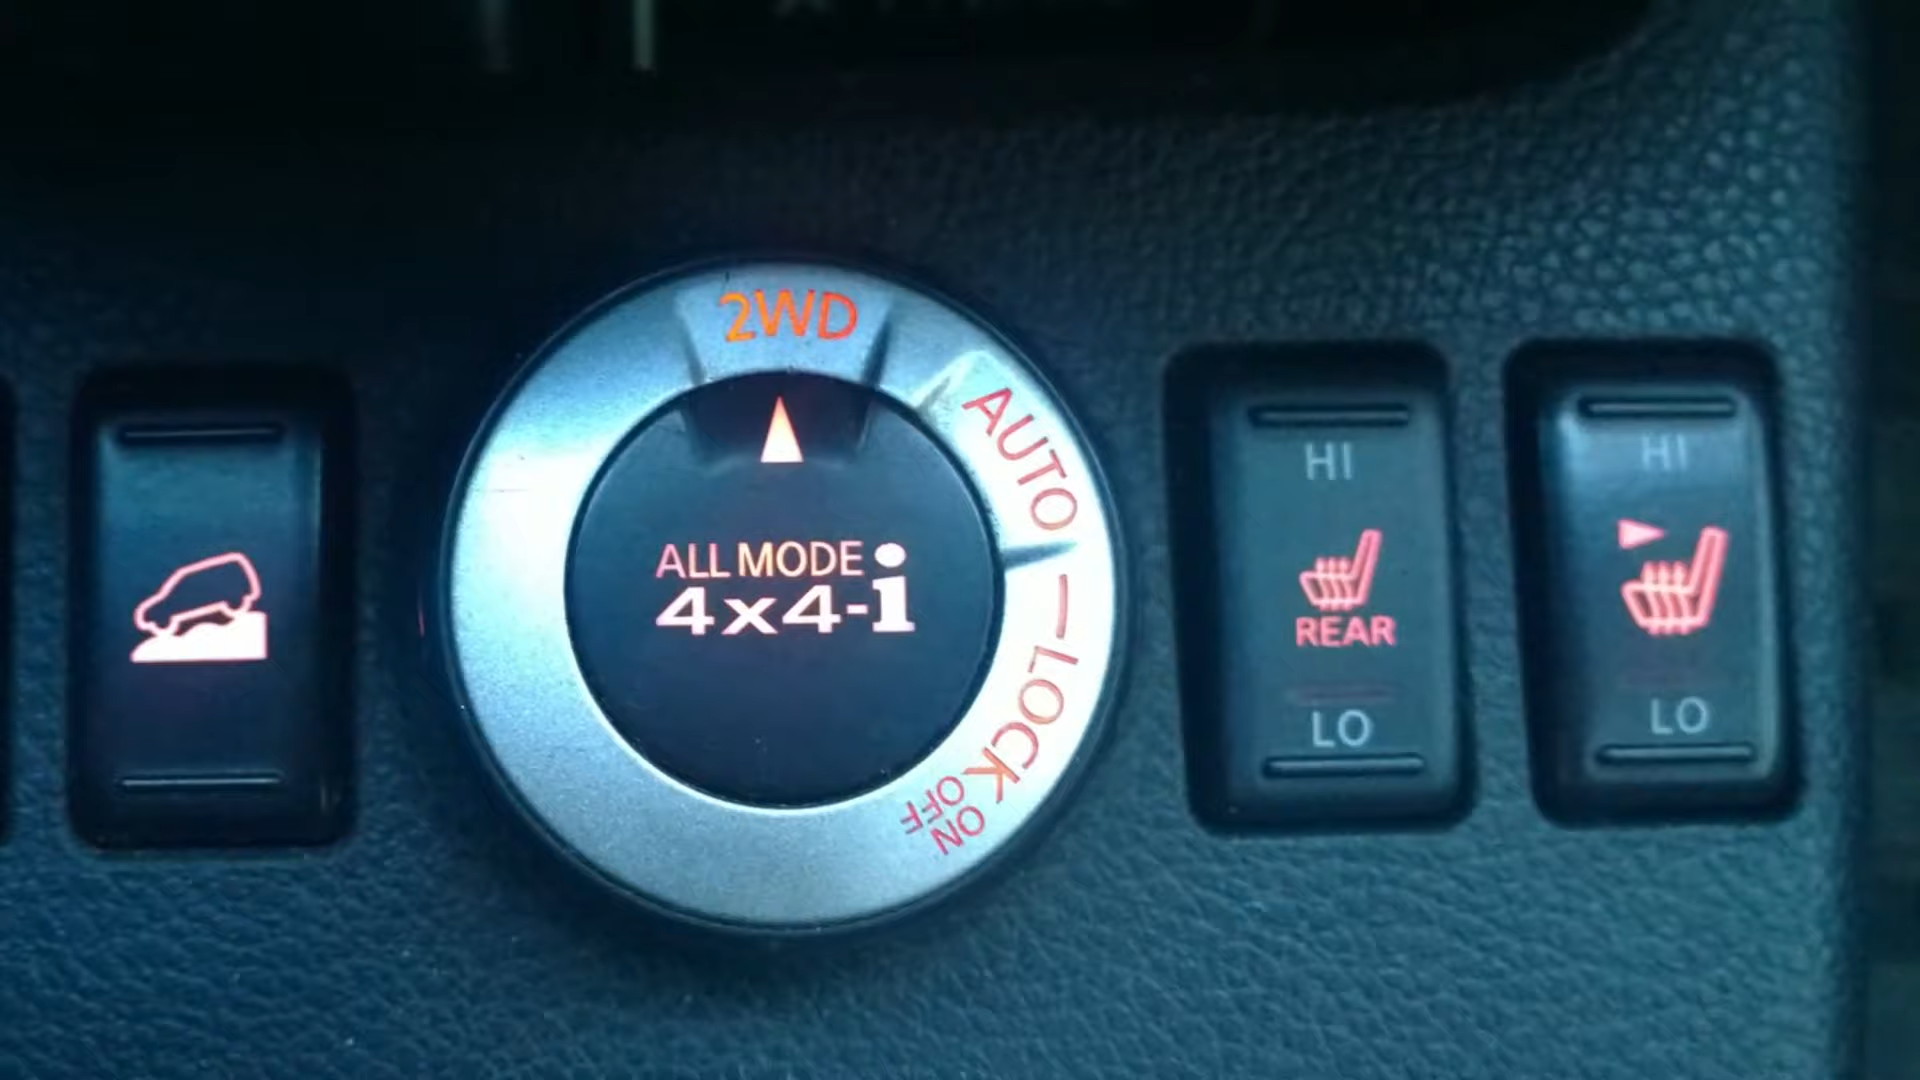 2WD
AUTO
LOCK
ON
OFF
ALL MODE
4x4-i
HI
REAR
LO
HI
LO